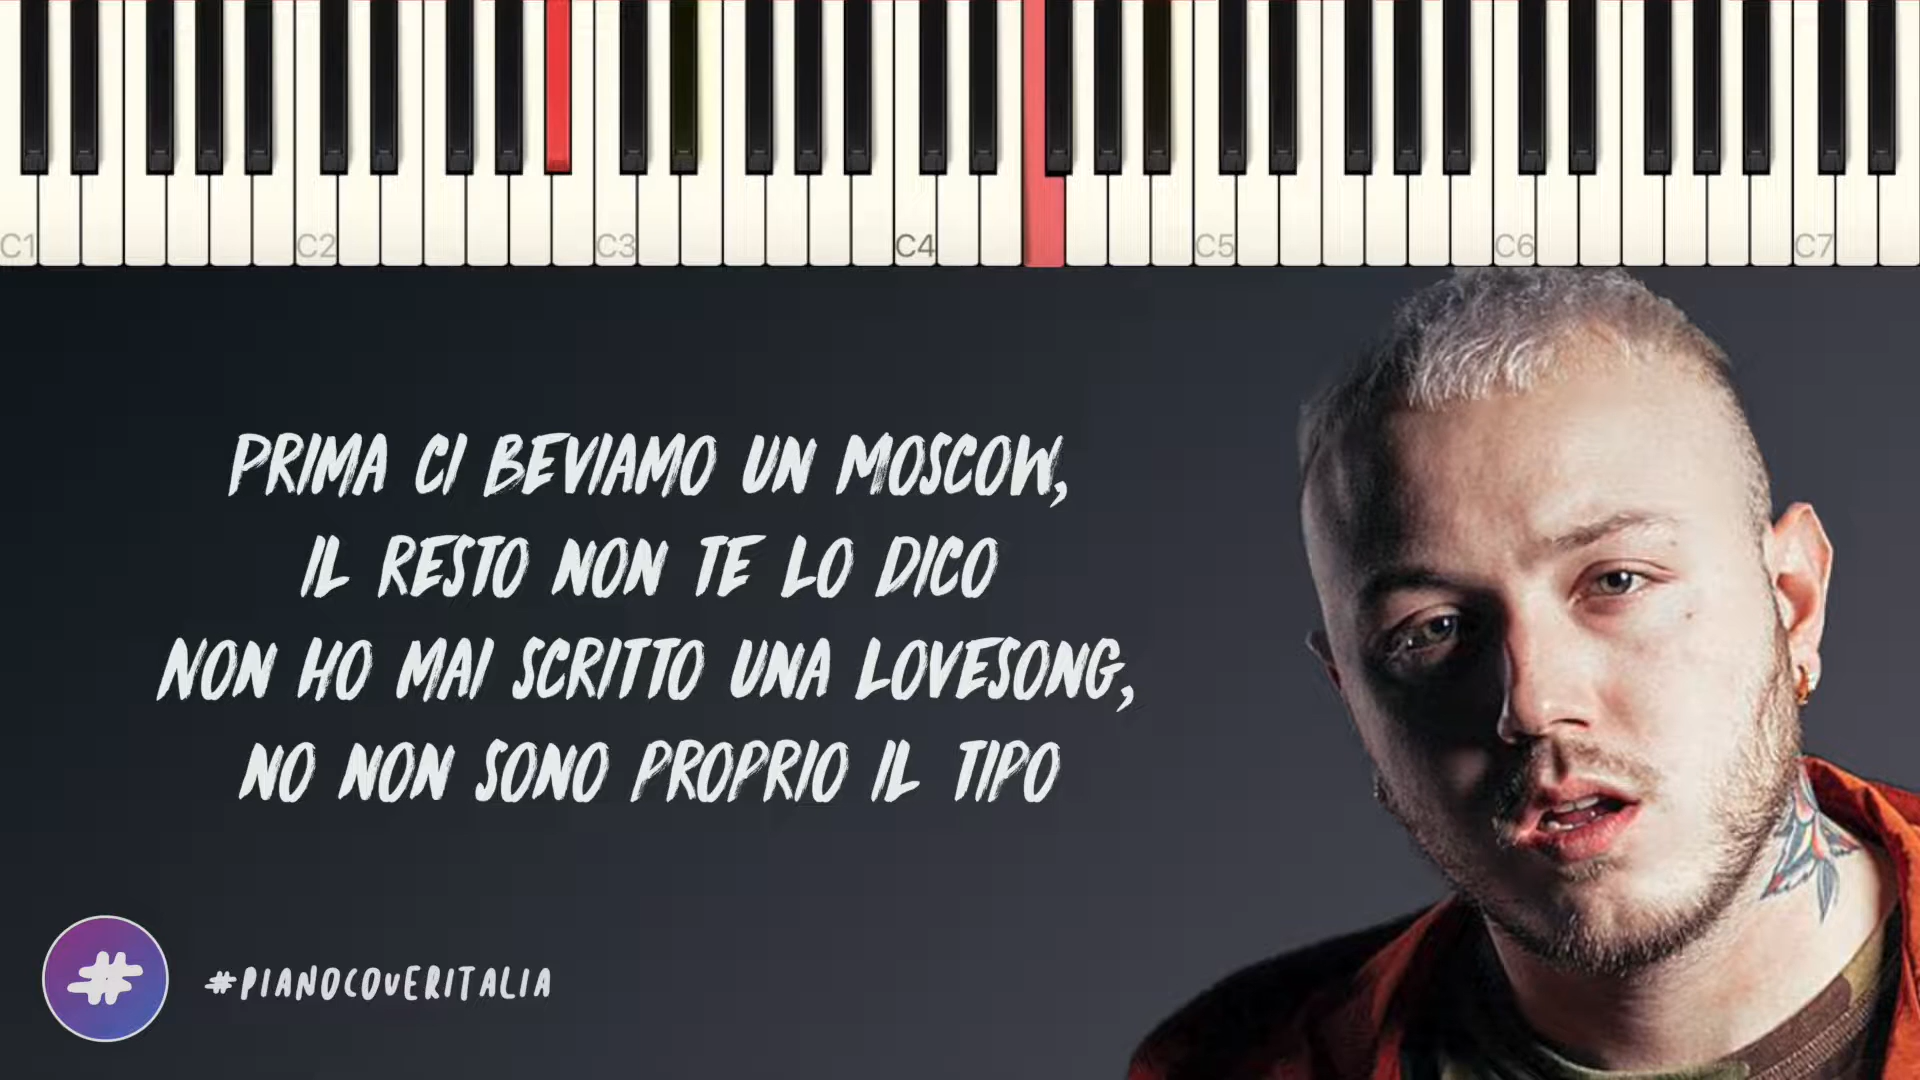 C1 C2 C3 C4 C5 C6 C7
PRIMA CI BEVIAMO UN MOSCOW,
IL RESTO NON TE LO DICO
NON HO MAI SCRITTO UNA LOVESONG,
NO NON SONO PROPRIO IL TIPO
#
#PIANOCOVERITALIA